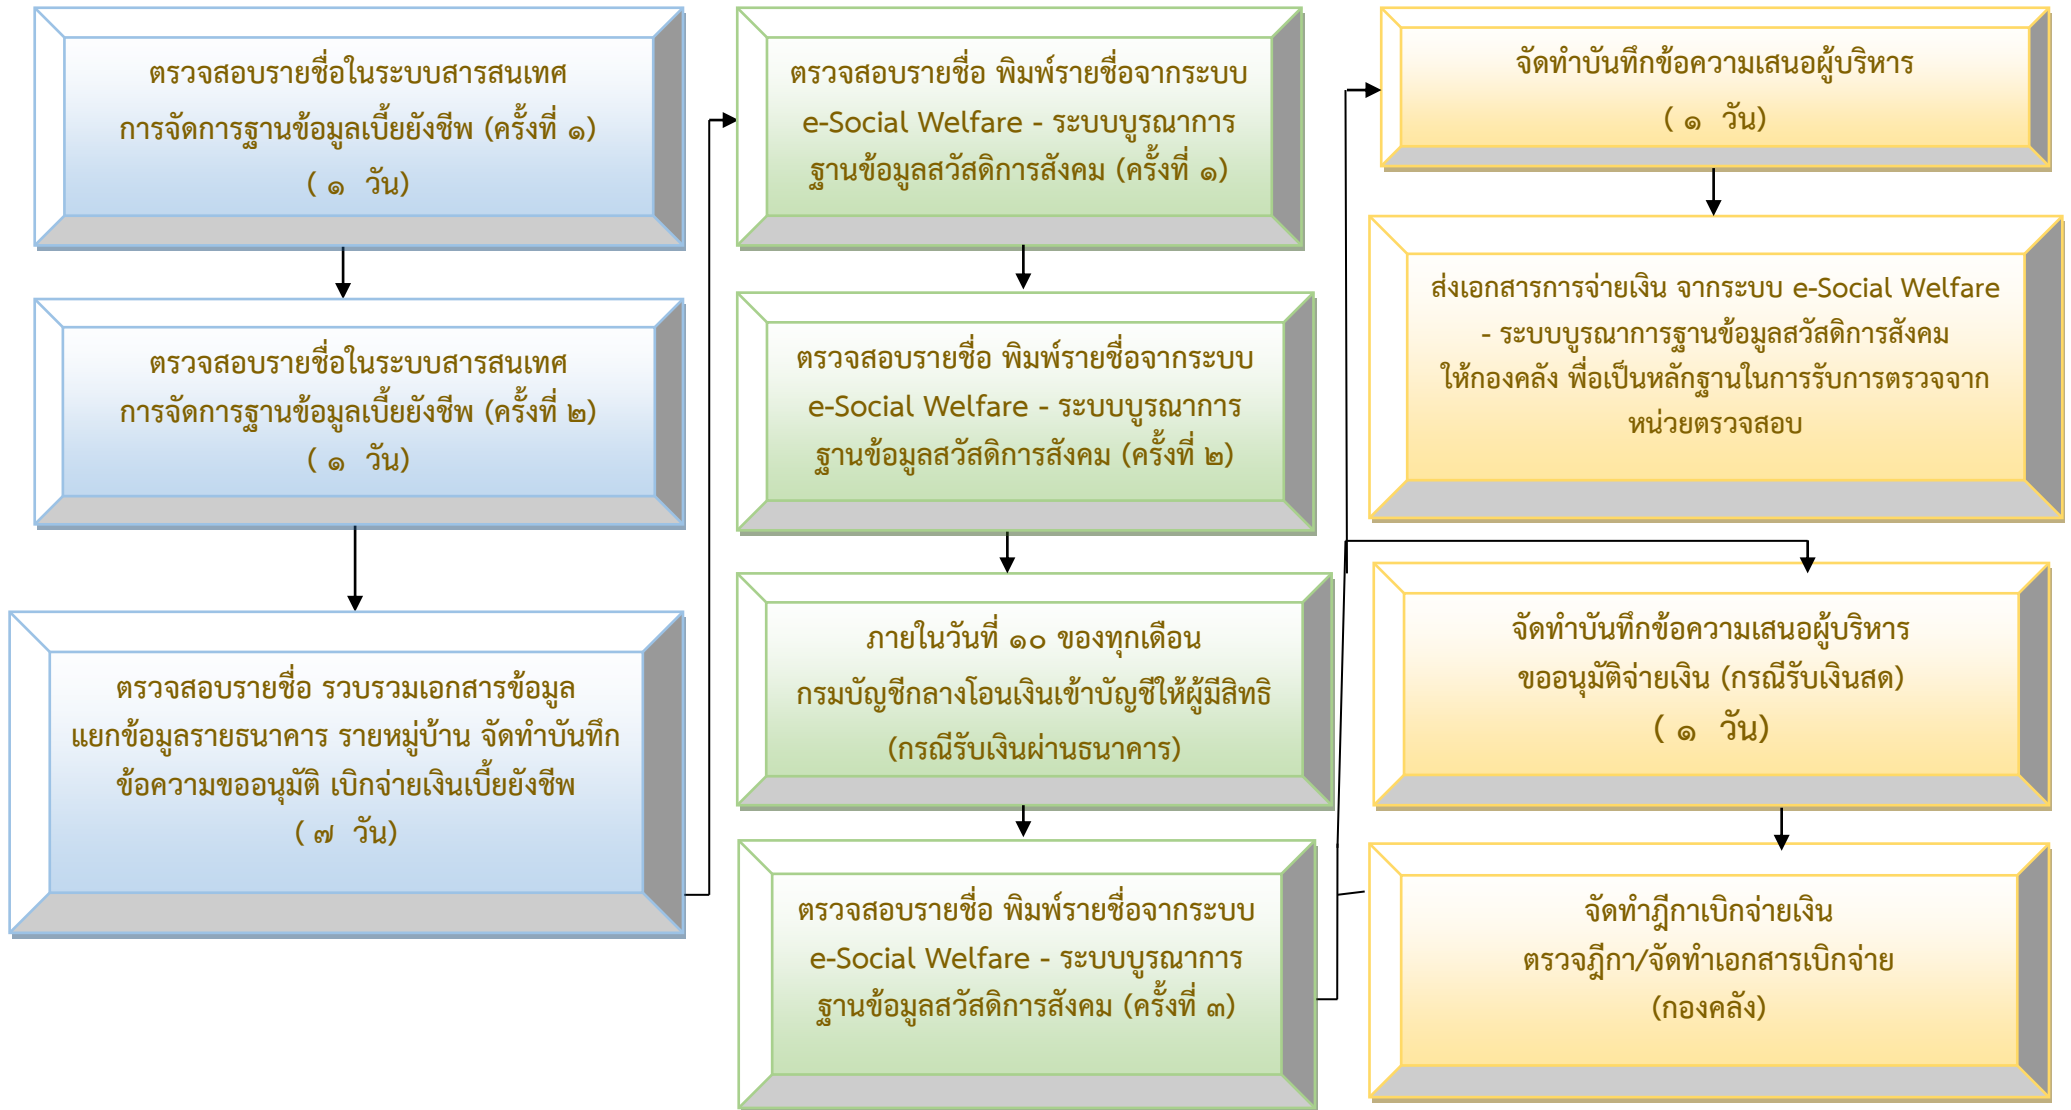 ตรวจสอบรายชื่อในระบบสารสนเทศ
การจัดการฐานข้อมูลเบี้ยยังชีพ (ครั้งที่ ๑)
( ๑ วัน)
ตรวจสอบรายชื่อในระบบสารสนเทศ
การจัดการฐานข้อมูลเบี้ยยังชีพ (ครั้งที่ ๒)
( ๑ วัน)
ตรวจสอบรายชื่อ รวบรวมเอกสารข้อมูล
แยกข้อมูลรายธนาคาร รายหมู่บ้าน จัดทำบันทึก
ข้อความขออนุมัติ เบิกจ่ายเงินเบี้ยยังชีพ
( ๗ วัน)
ตรวจสอบรายชื่อ พิมพ์รายชื่อจากระบบ
e-Social Welfare - ระบบบูรณาการ
ฐานข้อมูลสวัสดิการสังคม (ครั้งที่ ๑)
ตรวจสอบรายชื่อ พิมพ์รายชื่อจากระบบ
e-Social Welfare - ระบบบูรณาการ
ฐานข้อมูลสวัสดิการสังคม (ครั้งที่ ๒)
ภายในวันที่ ๑๐ ของทุกเดือน
กรมบัญชีกลางโอนเงินเข้าบัญชีให้ผู้มีสิทธิ
(กรณีรับเงินผ่านธนาคาร)
ตรวจสอบรายชื่อ พิมพ์รายชื่อจากระบบ
e-Social Welfare - ระบบบูรณาการ
ฐานข้อมูลสวัสดิการสังคม (ครั้งที่ ๓)
จัดทำบันทึกข้อความเสนอผู้บริหาร
( ๑ วัน)
ส่งเอกสารการจ่ายเงิน จากระบบ e-Social Welfare
- ระบบบูรณาการฐานข้อมูลสวัสดิการสังคม
ให้กองคลัง พื่อเป็นหลักฐานในการรับการตรวจจาก
หน่วยตรวจสอบ
จัดทำบันทึกข้อความเสนอผู้บริหาร
ขออนุมัติจ่ายเงิน (กรณีรับเงินสด)
( ๑ วัน)
จัดทำฎีกาเบิกจ่ายเงิน
ตรวจฎีกา/จัดทำเอกสารเบิกจ่าย
(กองคลัง)